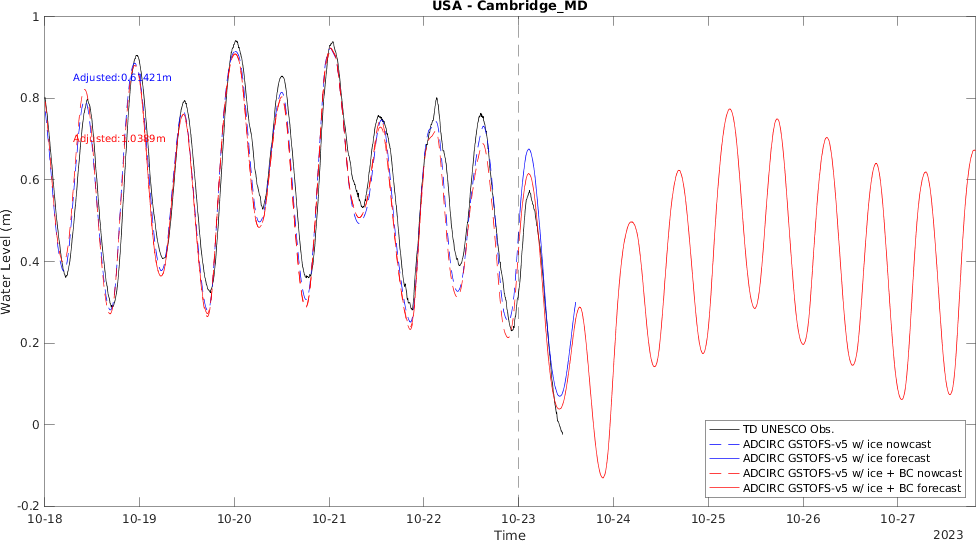 USA - Cambridge_MD
1
0.8
0.6
0.4
0.2
0
-0.2
Water Level (m)
Adjusted:0.61421m
Adjusted:1.0389m
TD UNESCO Obs.
ADCIRC GSTOFS-v5 w/ ice nowcast
ADCIRC GSTOFS-v5 w/ ice forecast
ADCIRC GSTOFS-v5 w/ ice + BC nowcast
ADCIRC GSTOFS-v5 w/ ice + BC forecast
10-18 10-19 10-20 10-21 10-22 10-23 10-24 10-25 10-26 10-27
Time
2023